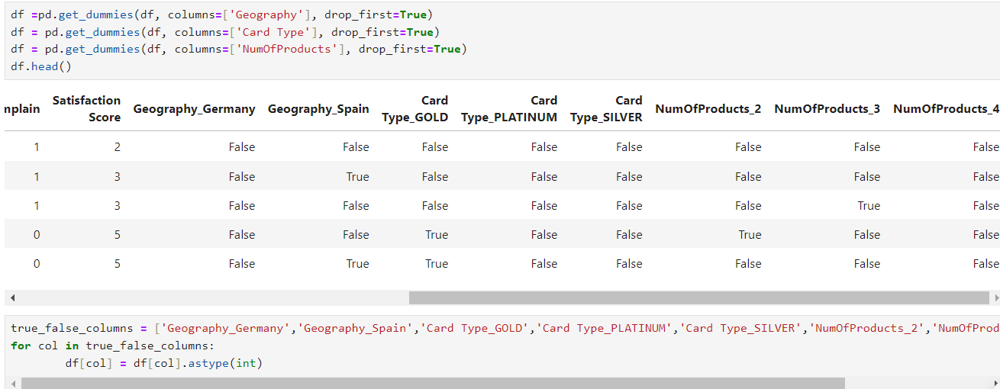 df =pd.get_dummies(df, columns=['Geography'], drop_first=True)
df = pd.get_dummies(df, columns=['Card Type'], drop_first=True)
df = pd.get_dummies(df, columns=['NumOfProducts'], drop_first=True)
df.head()
mplain Satisfaction Score Geography_Germany Geography_Spain Card Type_GOLD Card Type_PLATINUM Card Type_SILVER NumOfProducts_2 NumOfProducts_3 NumOfProducts_4
1 2 False False False False False False False False
1 3 False True False False False False False False
1 3 False False False False False False True False
0 5 False False True False False True False False
0 5 False True True False False False False False
true_false_columns = ['Geography_Germany','Geography_Spain','Card Type_GOLD','Card Type_PLATINUM','Card Type_SILVER','NumOfProducts_2','NumOfProd
for col in true_false_columns:
df[col] = df[col].astype(int)